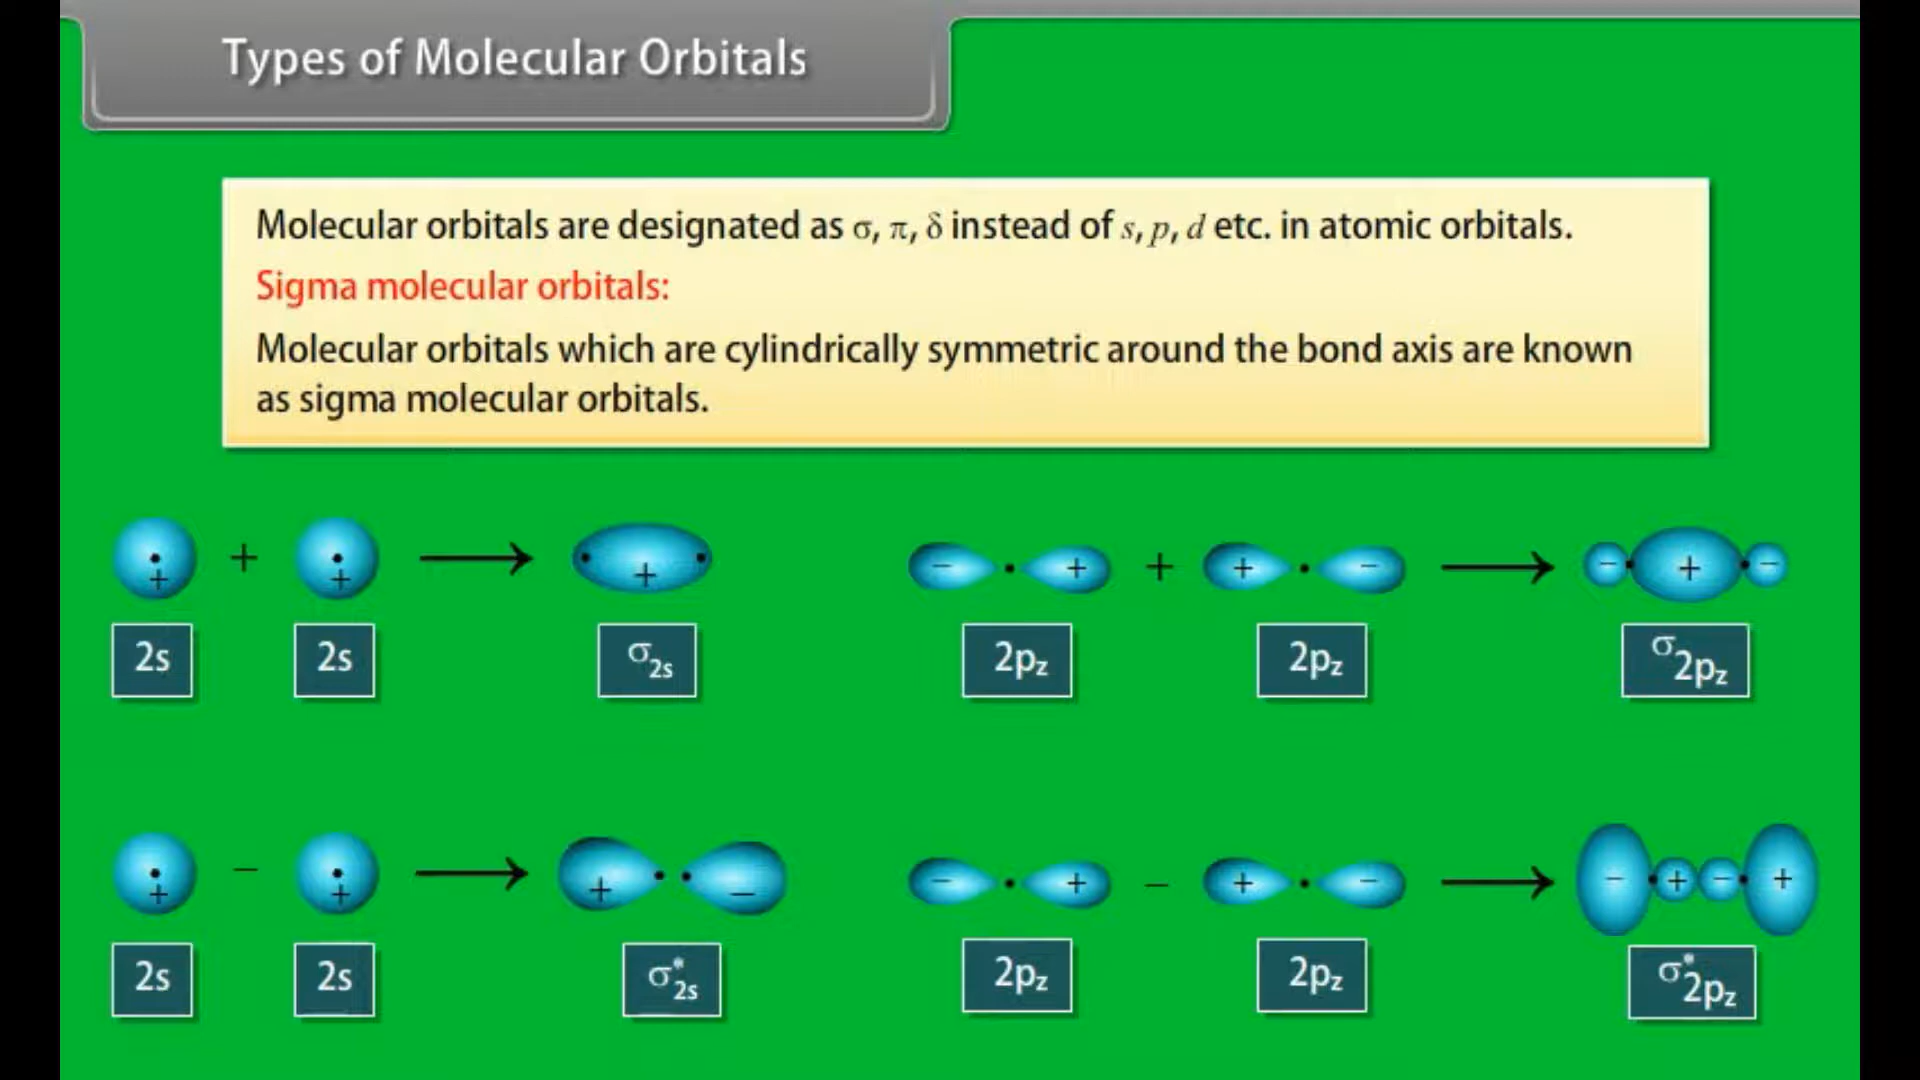 Types of Molecular Orbitals
Molecular orbitals are designated as σ, π, δ instead of s, p, d etc. in atomic orbitals.
Sigma molecular orbitals:
Molecular orbitals which are cylindrically symmetric around the bond axis are known
as sigma molecular orbitals.
+ + + → + − + + + − → − + −
2s 2s σ2s 2pz 2pz σ2pz
+ − + → + − − + − + − → − + − +
2s 2s σ*2s 2pz 2pz σ*2pz